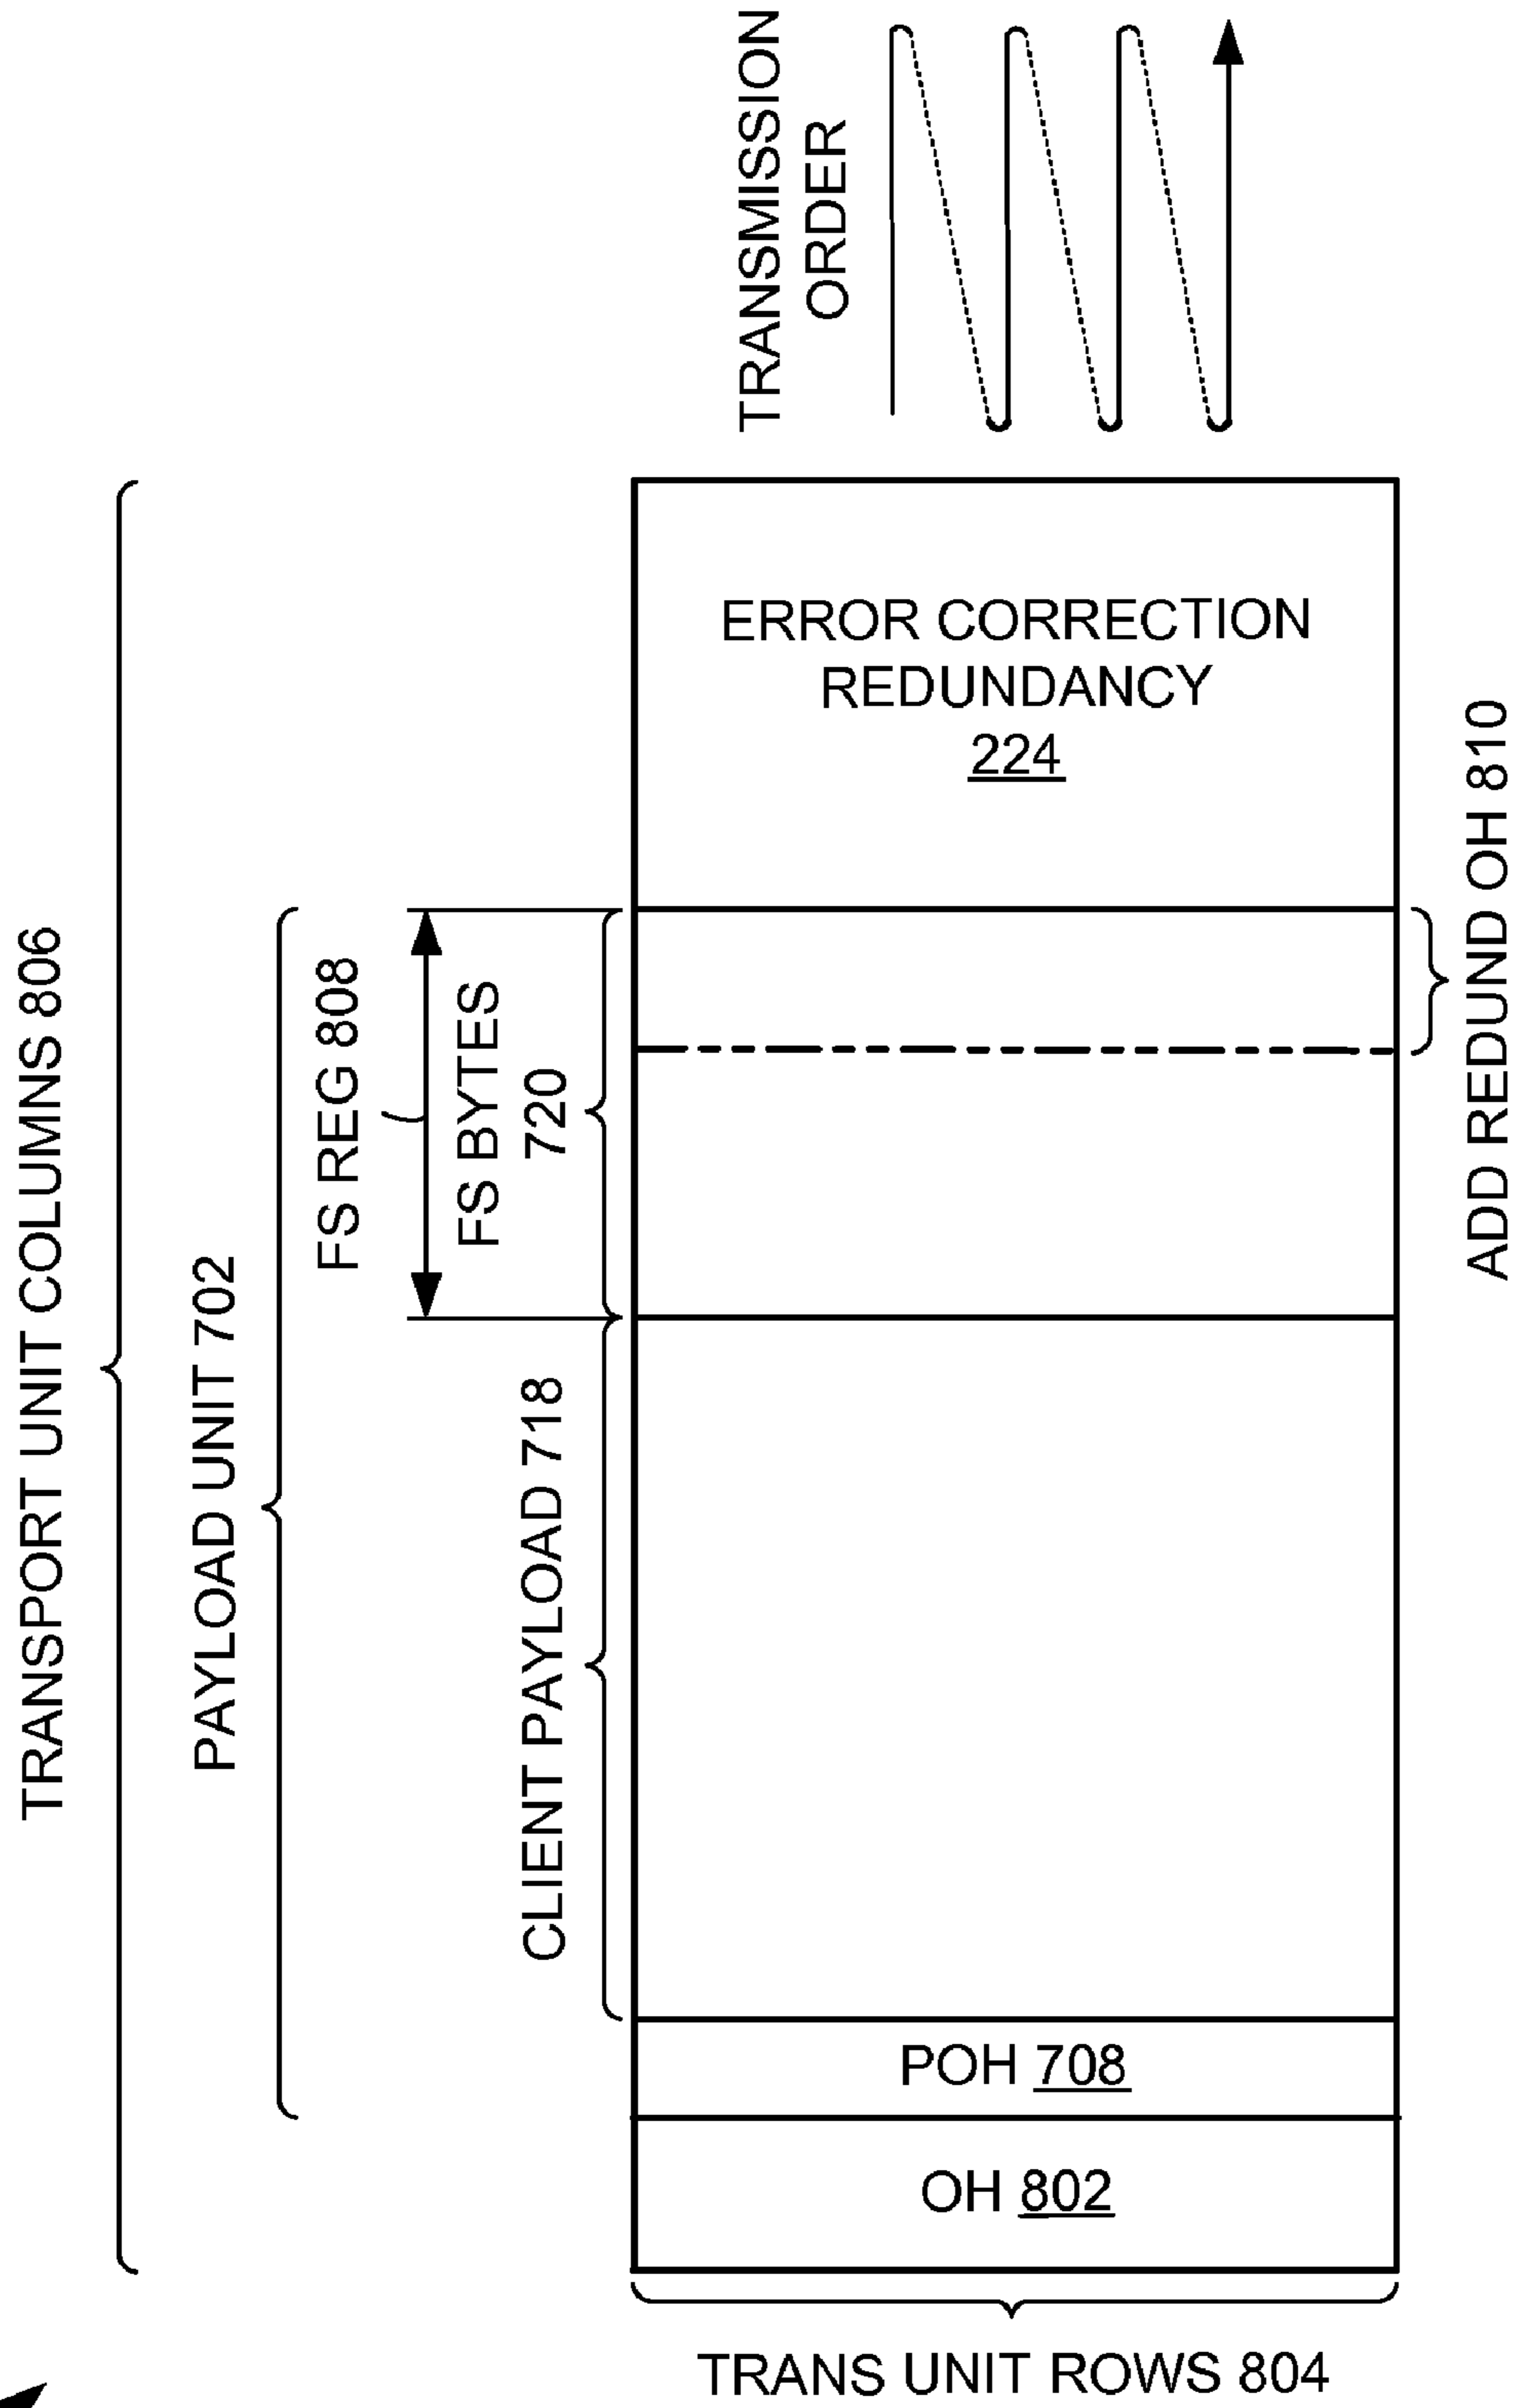 TRANSPORT UNIT COLUMNS 806
PAYLOAD UNIT 702
FS REG 808
FS BYTES
720
CLIENT PAYLOAD 718
TRANSMISSION
ORDER
ERROR CORRECTION
REDUNDANCY
224
ADD REDUND OH 810
POH 708
OH 802
TRANS UNIT ROWS 804